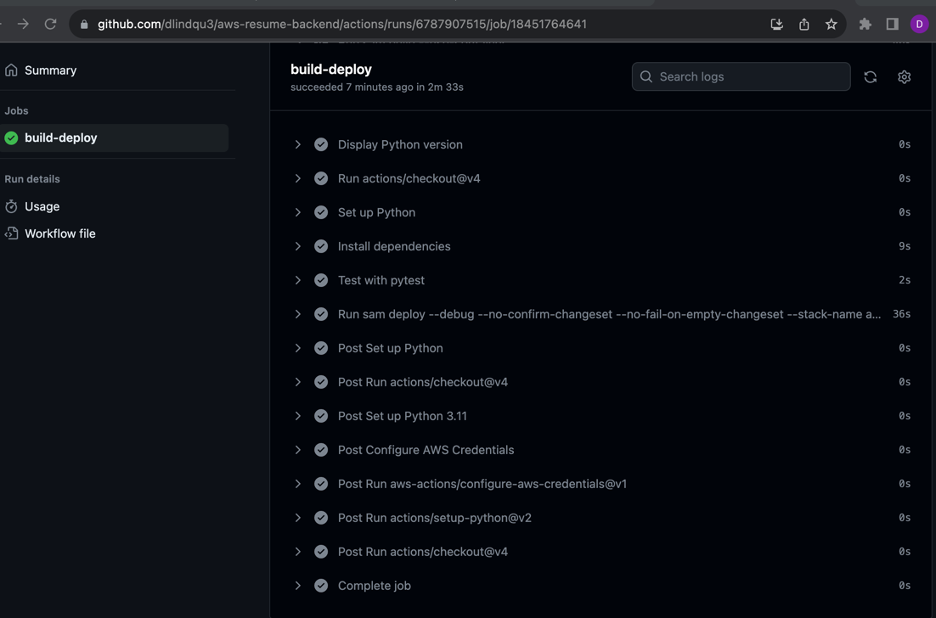 github.com/dlindqu3/aws-resume-backend/actions/runs/6787907515/job/18451764641
D
Summary
Jobs
build-deploy
Run details
Usage
Workflow file
build-deploy
succeeded 7 minutes ago in 2m 33s
Search logs
Display Python version 0s
Run actions/checkout@v4 0s
Set up Python 0s
Install dependencies 9s
Test with pytest 2s
Run sam deploy --debug --no-confirm-changeset --no-fail-on-empty-changeset --stack-name a... 36s
Post Set up Python 0s
Post Run actions/checkout@v4 0s
Post Set up Python 3.11 0s
Post Configure AWS Credentials 0s
Post Run aws-actions/configure-aws-credentials@v1 0s
Post Run actions/setup-python@v2 0s
Post Run actions/checkout@v4 0s
Complete job 0s